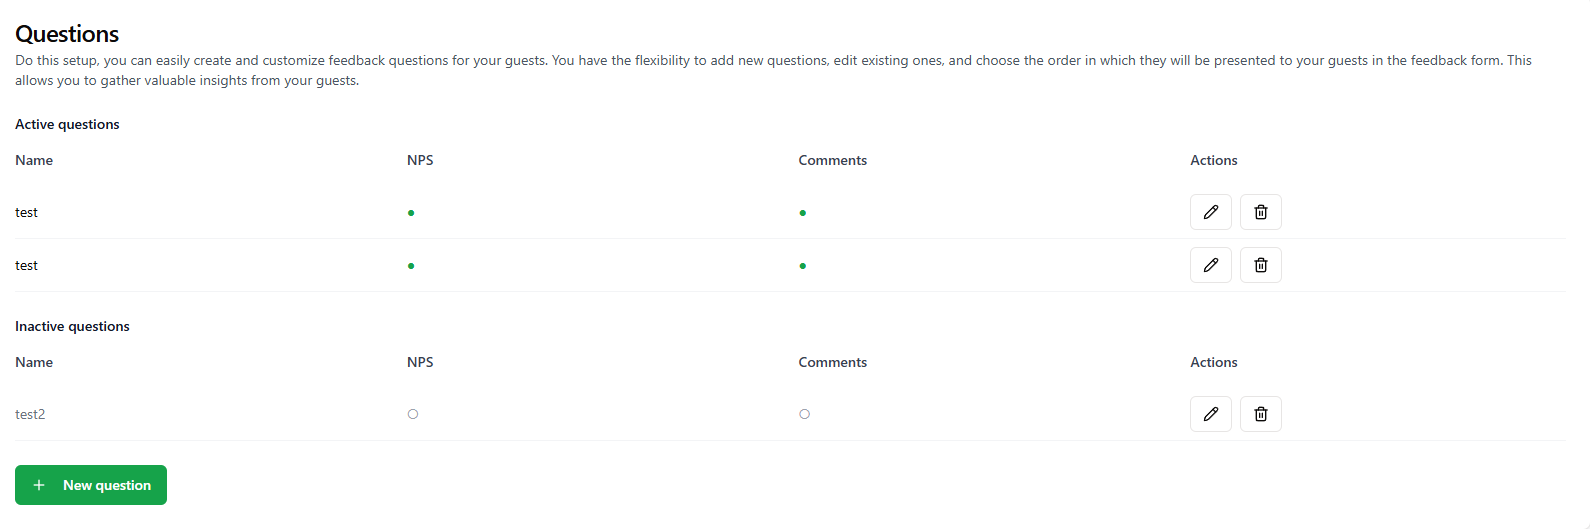 Questions
Do this setup, you can easily create and customize feedback questions for your guests. You have the flexibility to add new questions, edit existing ones, and choose the order in which they will be presented to your guests in the feedback form. This
allows you to gather valuable insights from your guests.
Active questions
Name NPS Comments Actions
test
test
Inactive questions
Name NPS Comments Actions
test2
New question